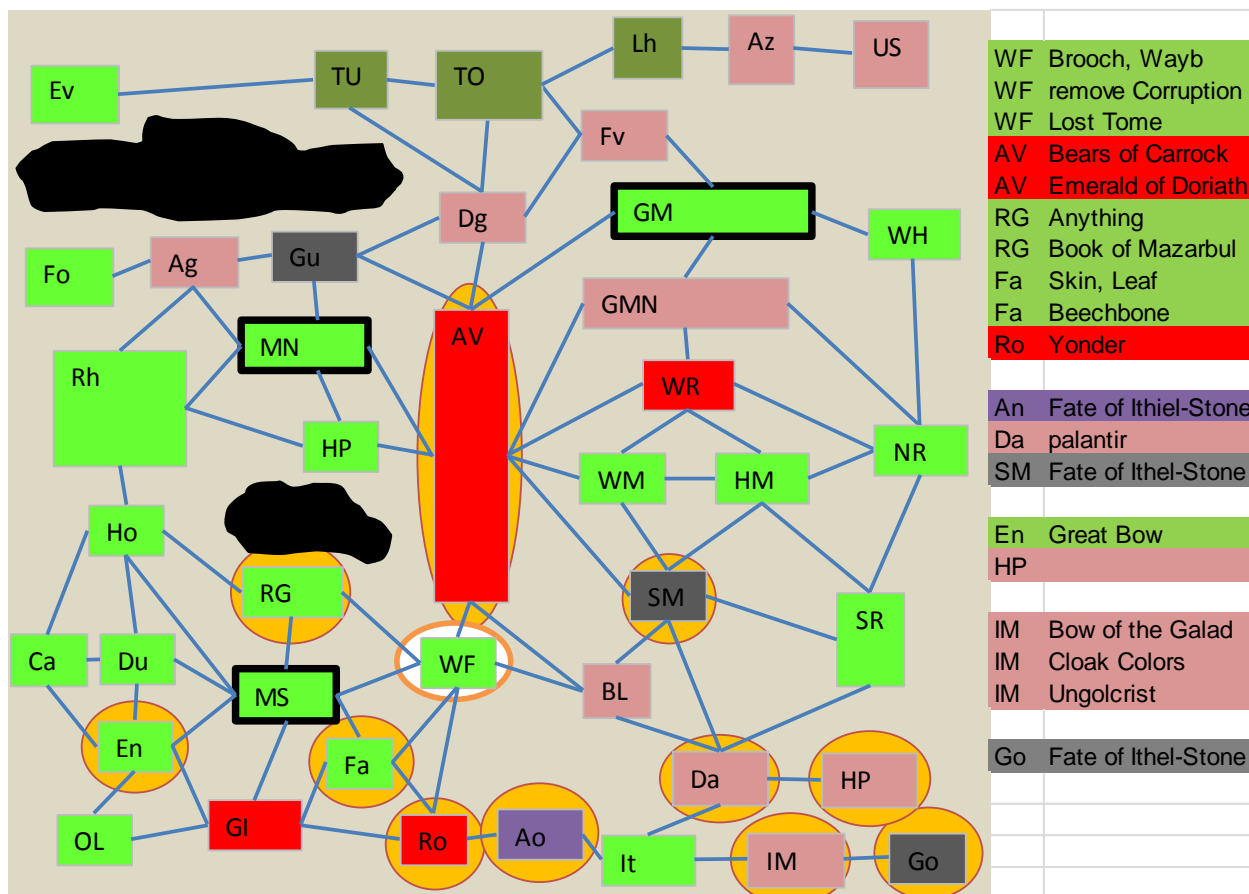 Ev
TU
TO
Lh
Az
US
Fv
Dg
GM
WH
Fo
Ag
Gu
GMN
AV
MN
Rh
WR
HP
WM
HM
NR
Ho
RG
SM
SR
Ca
Du
WF
BL
MS
En
Fa
Da
HP
OL
GI
Ro
Ao
It
IM
Go
WF Brooch, Wayb
WF remove Corruption
WF Lost Tome
AV Bears of Carrock
AV Emerald of Doriath
RG Anything
RG Book of Mazarbul
Fa Skin, Leaf
Fa Beechbone
Ro Yonder
An Fate of Ithiel-Stone
Da palantir
SM Fate of Ithel-Stone
En Great Bow
HP
IM Bow of the Galad
IM Cloak Colors
IM Ungolcrist
Go Fate of Ithel-Stone